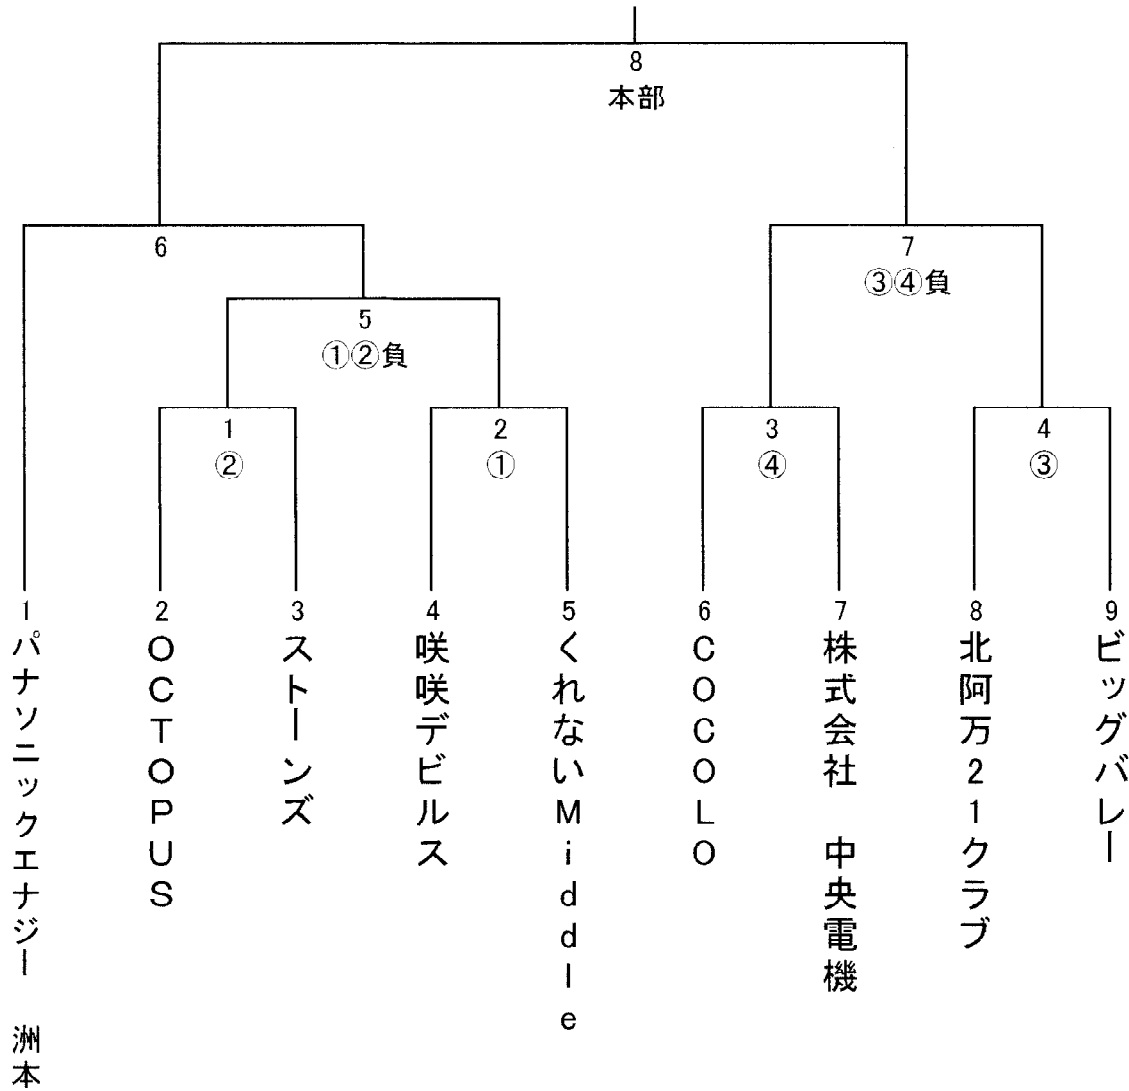 8
本部
6
7
③④負
5
①②負
1
②
2
①
3
④
4
③
1
パナソニックエナジー 洲本
2
OCTOPUS
3
ストーンズ
4
咲咲デビルス
5
くれないMiddle
6
COCOLO
7
株式会社 中央電機
8
北阿万21クラブ
9
ビッグバレー